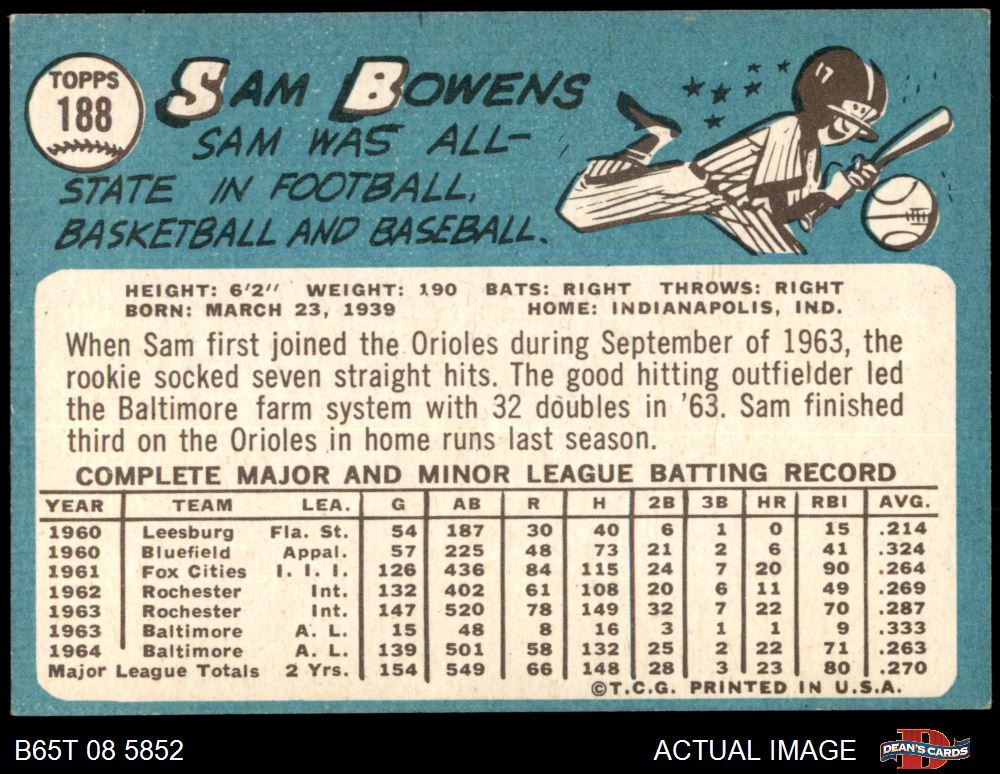 TOPPS
188
SAM BOWENS
SAM WAS ALL-
STATE IN FOOTBALL,
BASKETBALL AND BASEBALL.
17
HEIGHT: 6'2" WEIGHT: 190 BATS: RIGHT THROWS: RIGHT
BORN: MARCH 23, 1939 HOME: INDIANAPOLIS, IND.
When Sam first joined the Orioles during September of 1963, the
rookie socked seven straight hits. The good hitting outfielder led
the Baltimore farm system with 32 doubles in '63. Sam finished
third on the Orioles in home runs last season.
COMPLETE MAJOR AND MINOR LEAGUE BATTING RECORD
YEAR TEAM LEA. G AB R H 2B 3B HR RBI AVG.
1960 Leesburg Fla. St. 54 187 30 40 6 1 0 15 .214
1960 Bluefield Appal. 57 225 48 73 21 2 6 41 .324
1961 Fox Cities I. I. I. 126 436 84 115 24 7 20 90 .264
1962 Rochester Int. 132 402 61 108 20 6 11 49 .269
1963 Rochester Int. 147 520 78 149 32 7 22 70 .287
1963 Baltimore A. L. 15 48 8 16 3 1 1 9 .333
1964 Baltimore A. L. 139 501 58 132 25 2 22 71 .263
Major League Totals 2 Yrs. 154 549 66 148 28 3 23 80 .270
©T.C.G. PRINTED IN U.S.A.
B65T 08 5852 ACTUAL IMAGE DEAN'S CARDS